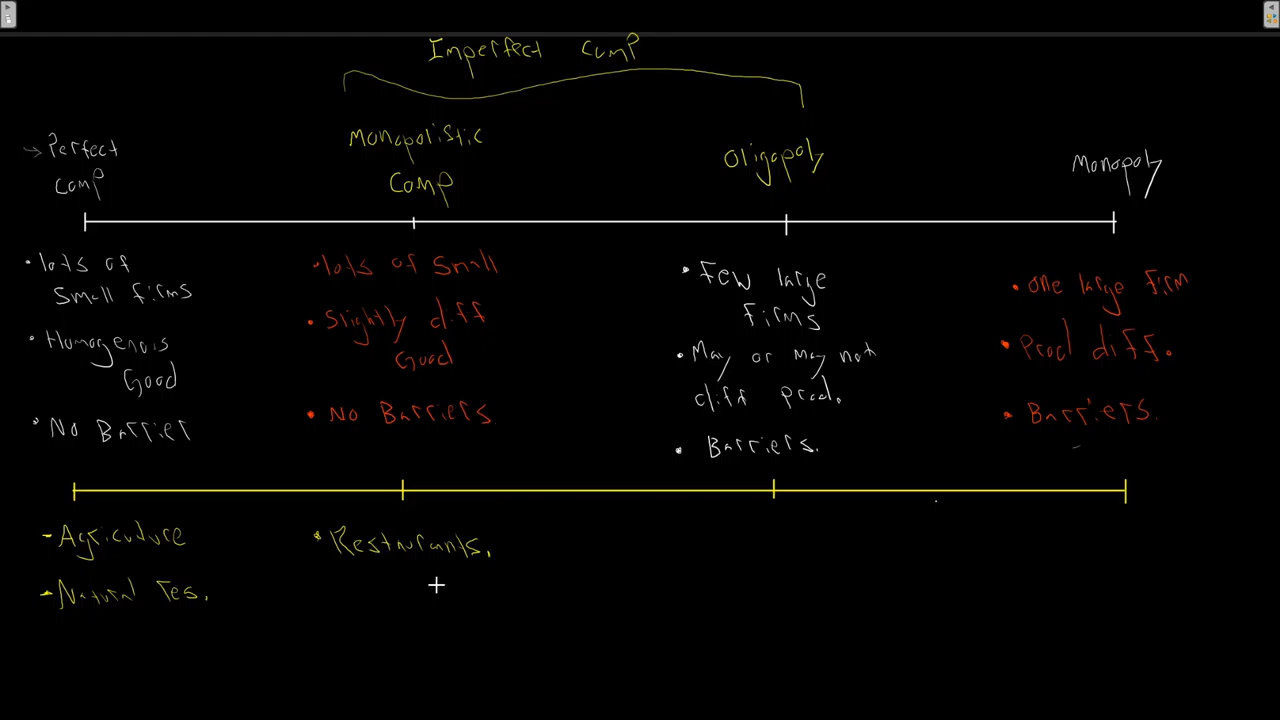 Imperfect comp
→ Perfect
comp
Monopolistic
comp
Oligopoly
Monopoly
• lots of
small firms
• Homogenois
Good
• No Barrier
• lots of small
• Slightly diff
Good
• No Barriers.
• Few large
firms
• May or may not
diff prod.
• Barriers.
• one large firm
• Prod diff.
• Barriers.
- Agriculture
- Natural res.
• Restaurants.